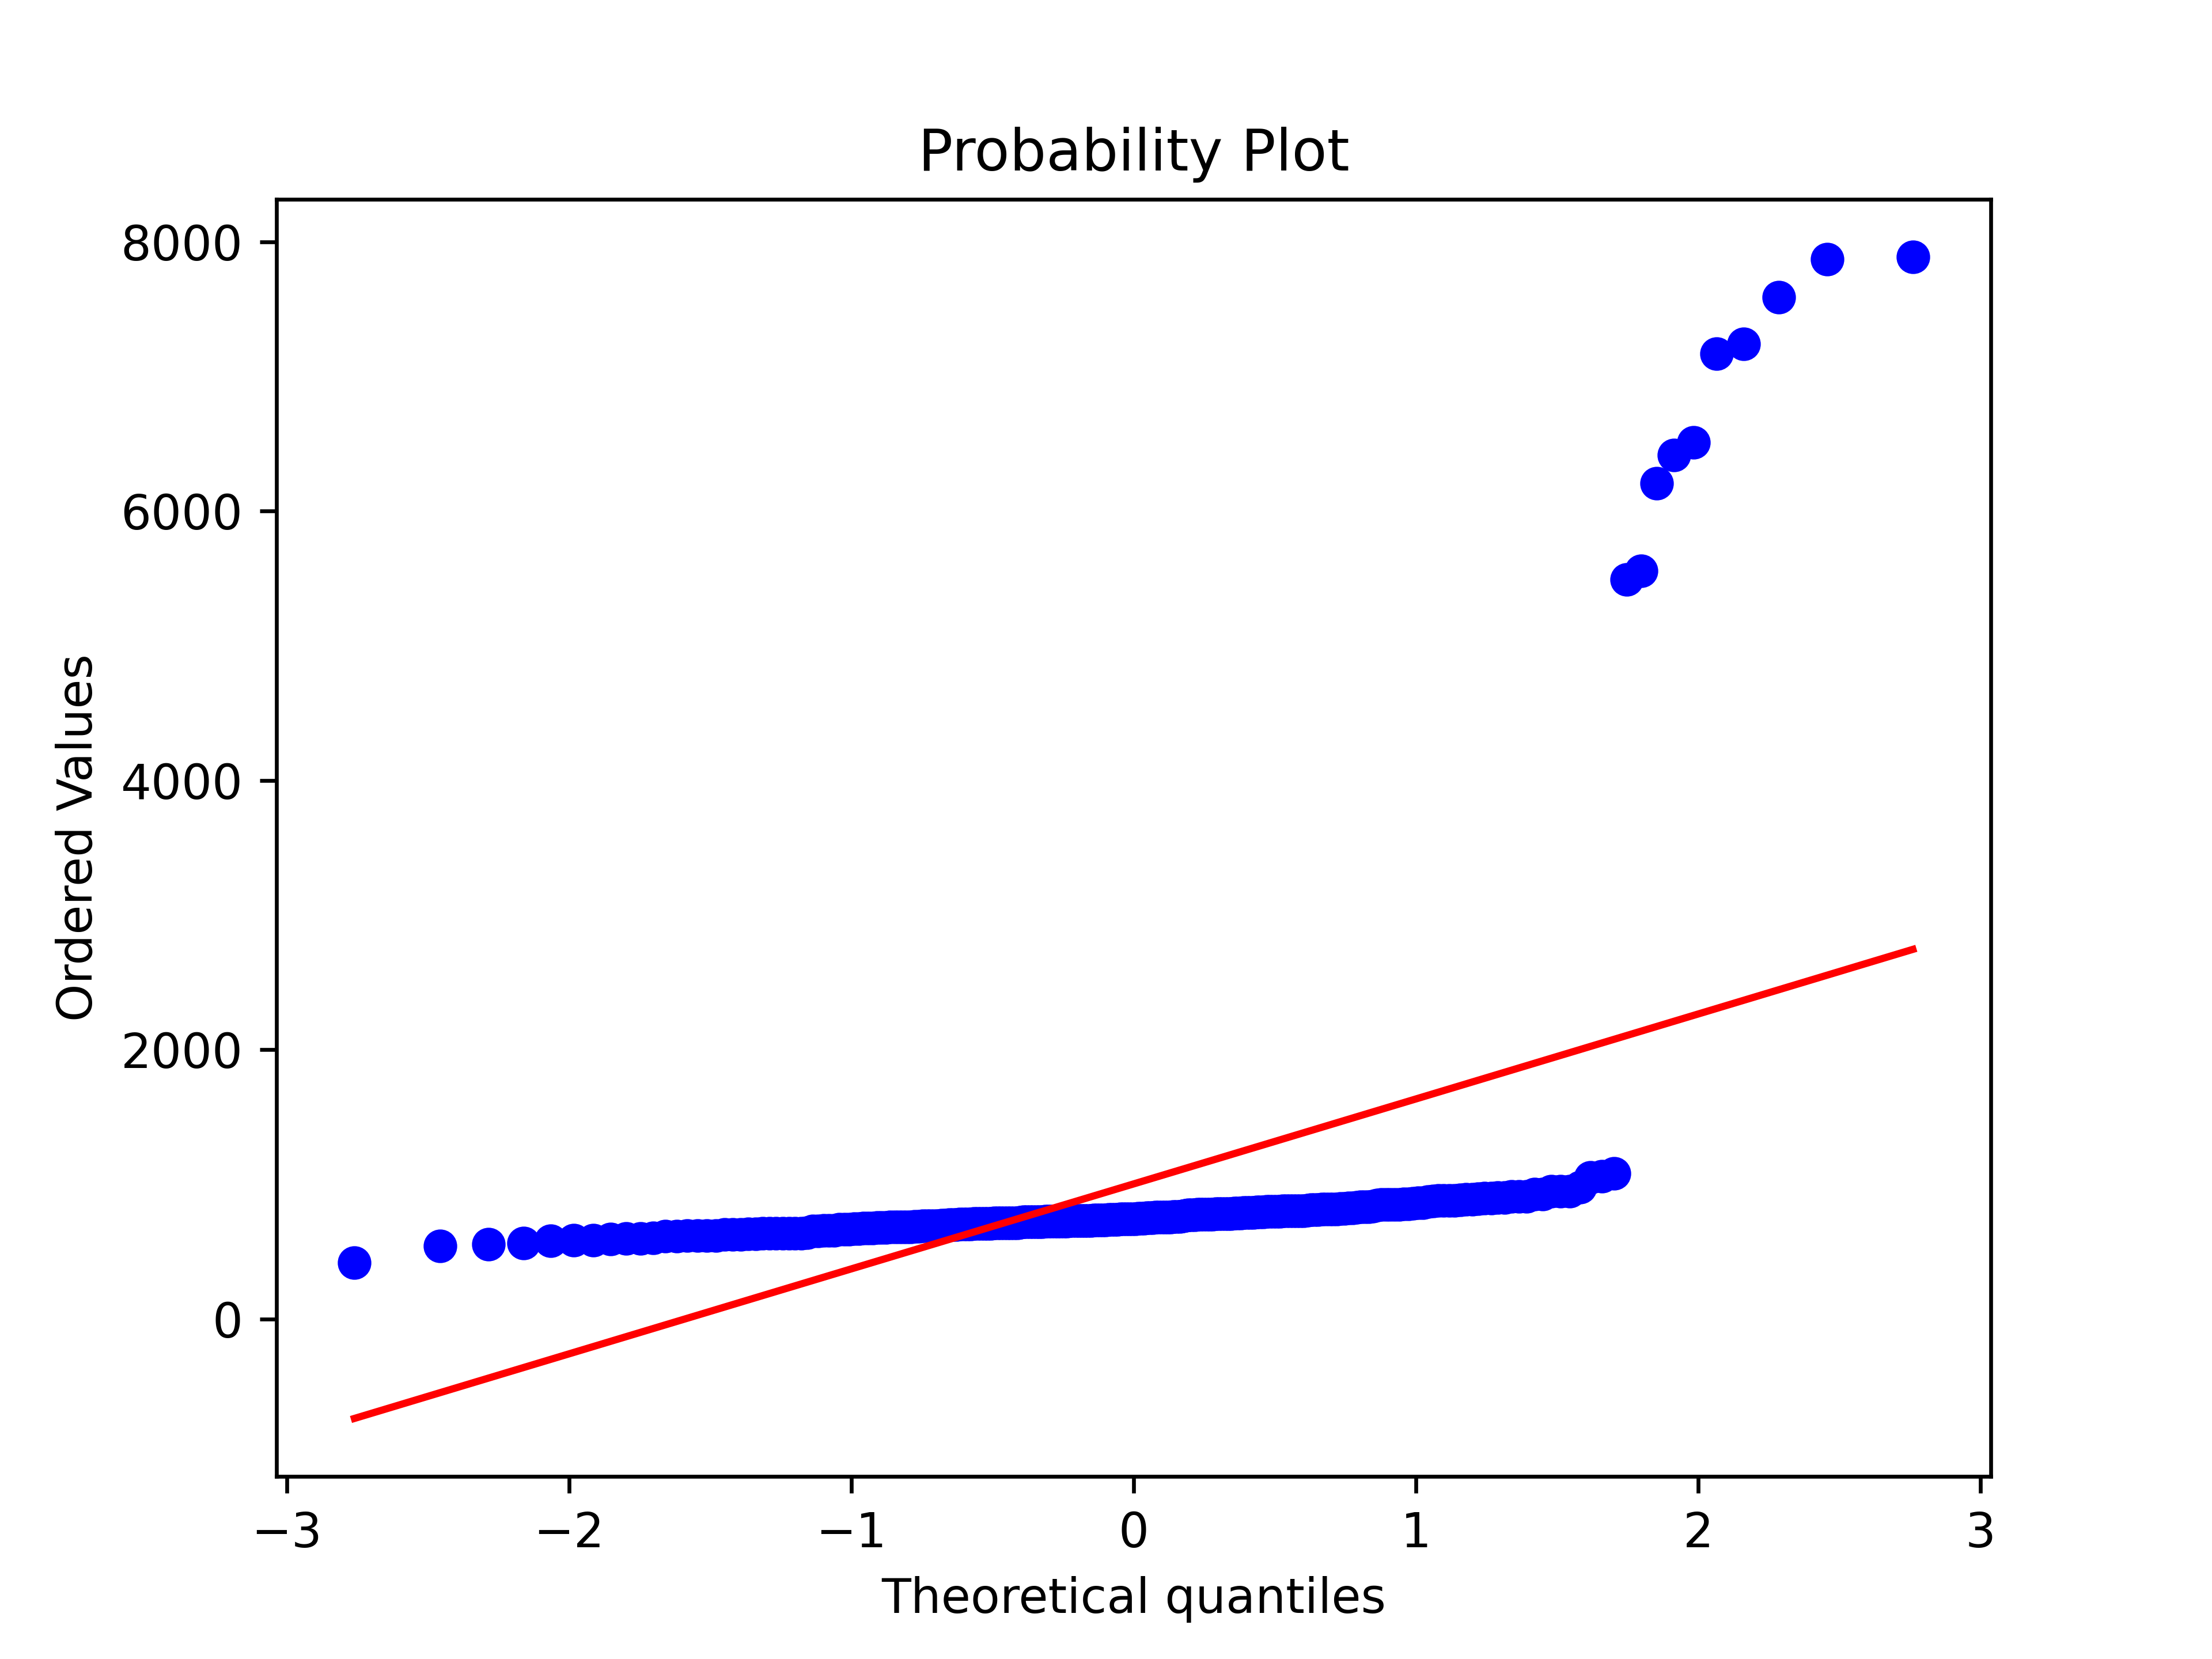 Probability Plot
8000
6000
4000
2000
0
Ordered Values
−3 −2 −1 0 1 2 3
Theoretical quantiles